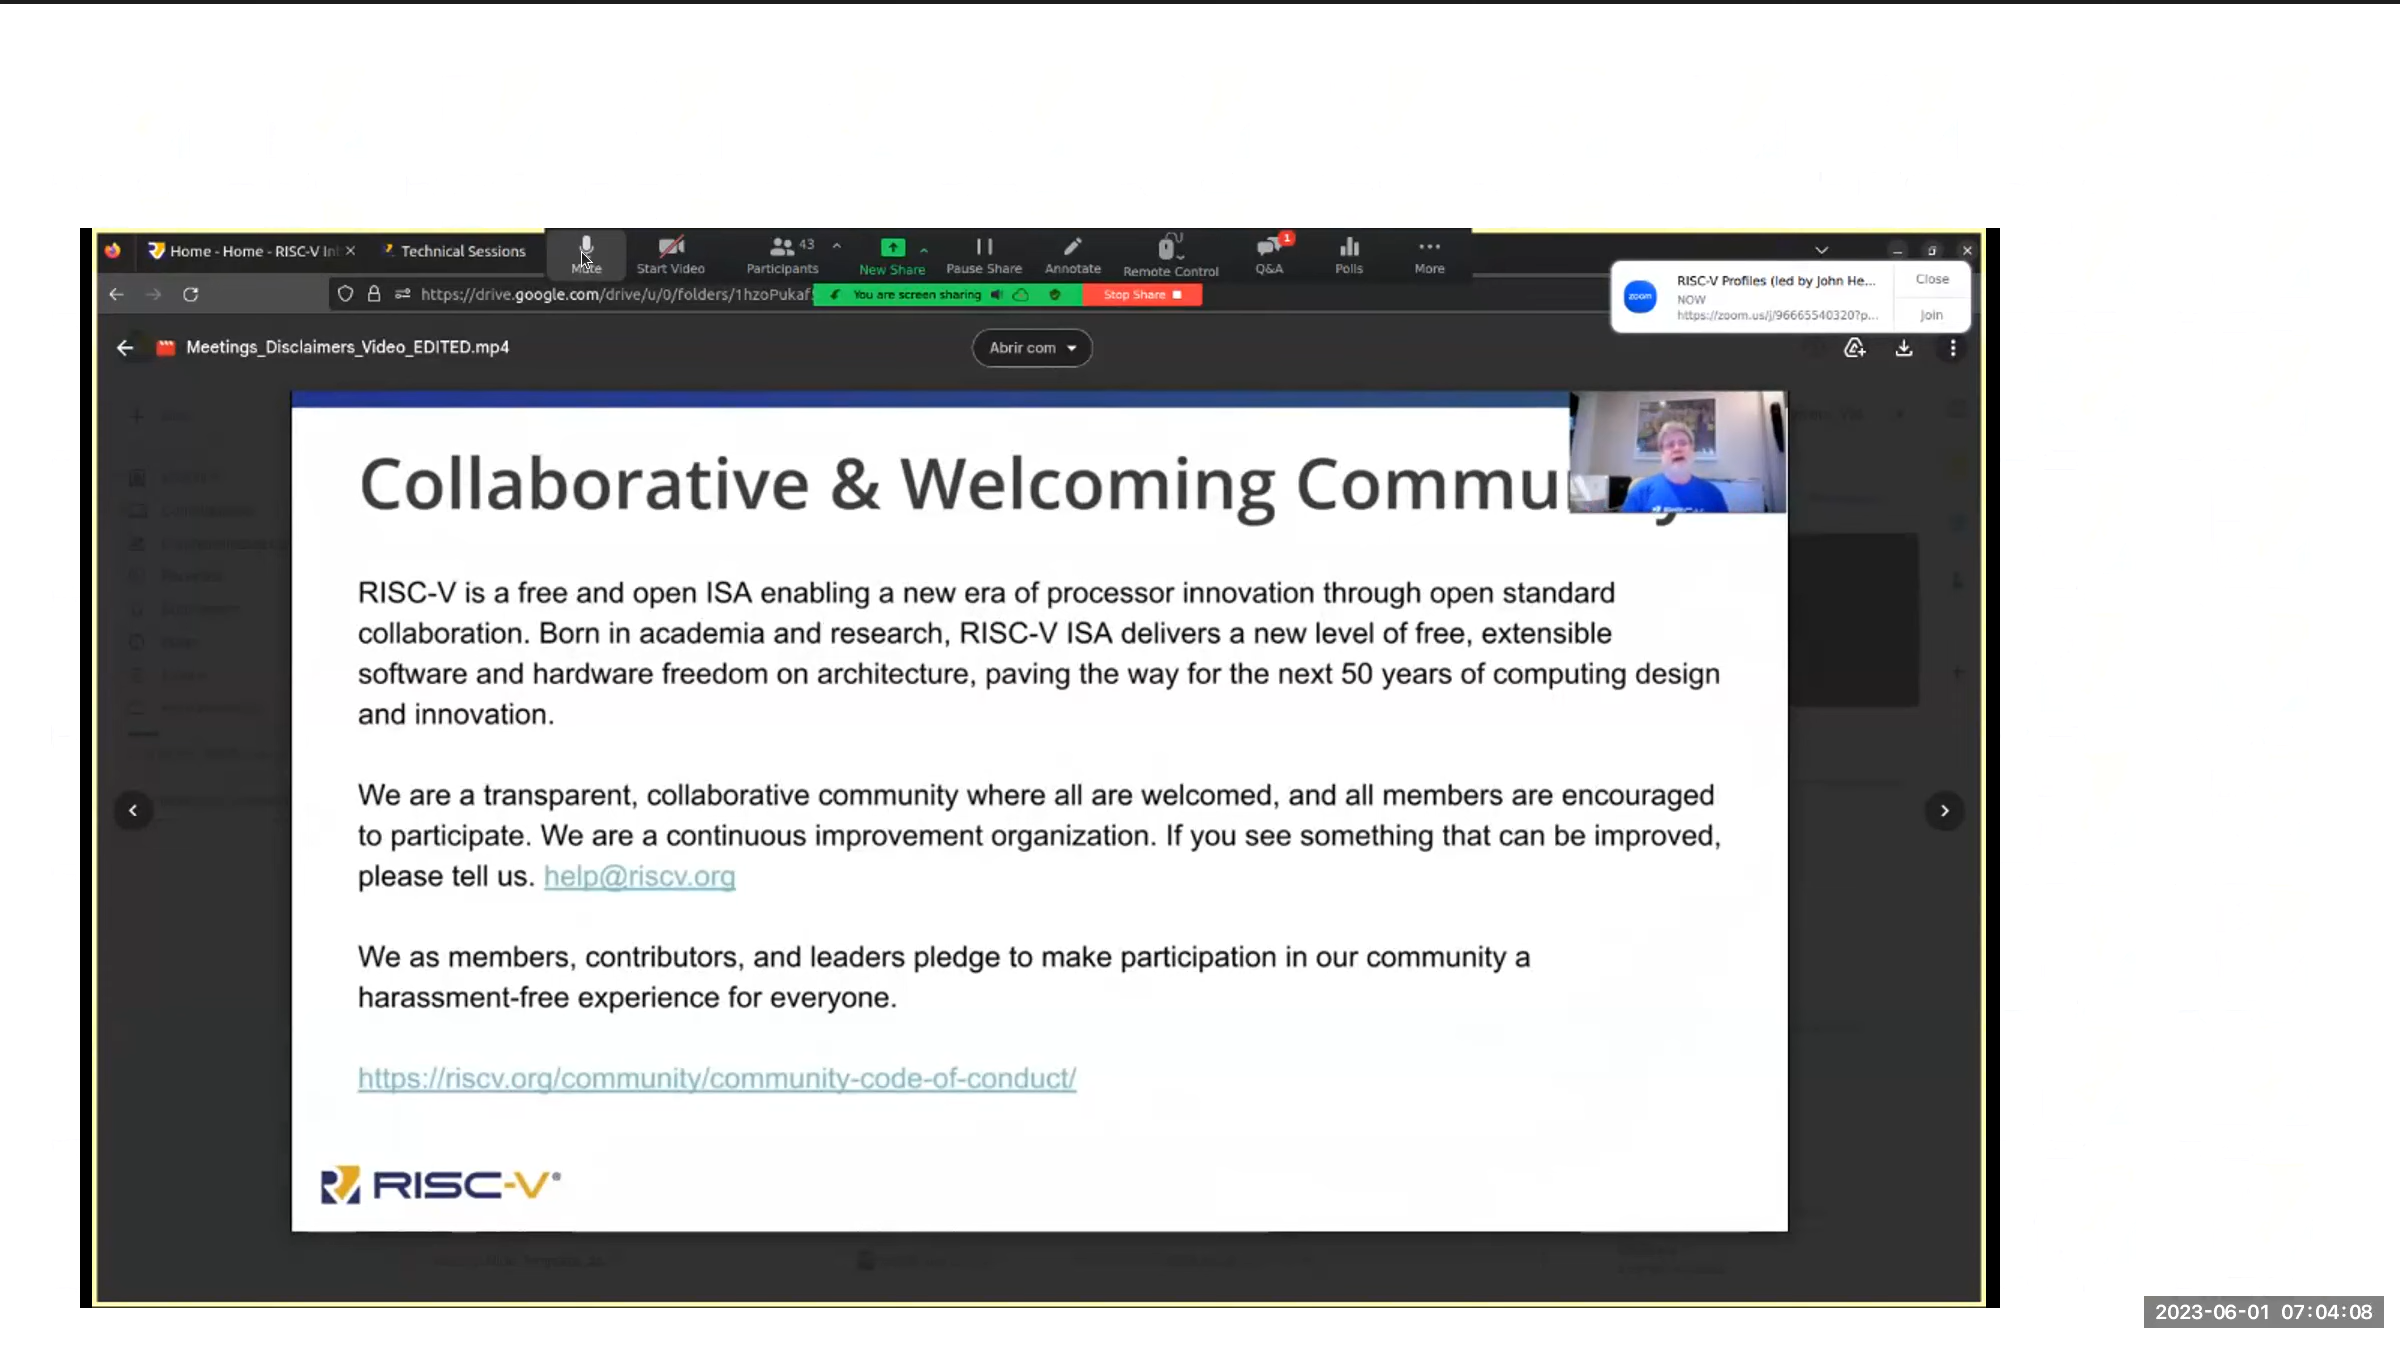 Home - Home - RISC-V Int
Technical Sessions
Mute
Start Video
43
Participants
New Share
Pause Share
Annotate
Remote Control
1
Q&A
Polls
More
https://drive.google.com/drive/u/0/folders/1hzoPukaf
You are screen sharing
Stop Share
zoom
RISC-V Profiles (led by John He...
NOW
https://zoom.us/j/96665540320?p...
Close
Join
Meetings_Disclaimers_Video_EDITED.mp4
Abrir com
Collaborative & Welcoming Commu
RISC-V is a free and open ISA enabling a new era of processor innovation through open standard
collaboration. Born in academia and research, RISC-V ISA delivers a new level of free, extensible
software and hardware freedom on architecture, paving the way for the next 50 years of computing design
and innovation.
We are a transparent, collaborative community where all are welcomed, and all members are encouraged
to participate. We are a continuous improvement organization. If you see something that can be improved,
please tell us. help@riscv.org
We as members, contributors, and leaders pledge to make participation in our community a
harassment-free experience for everyone.
https://riscv.org/community/community-code-of-conduct/
RISC-V®
2023-06-01 07:04:08